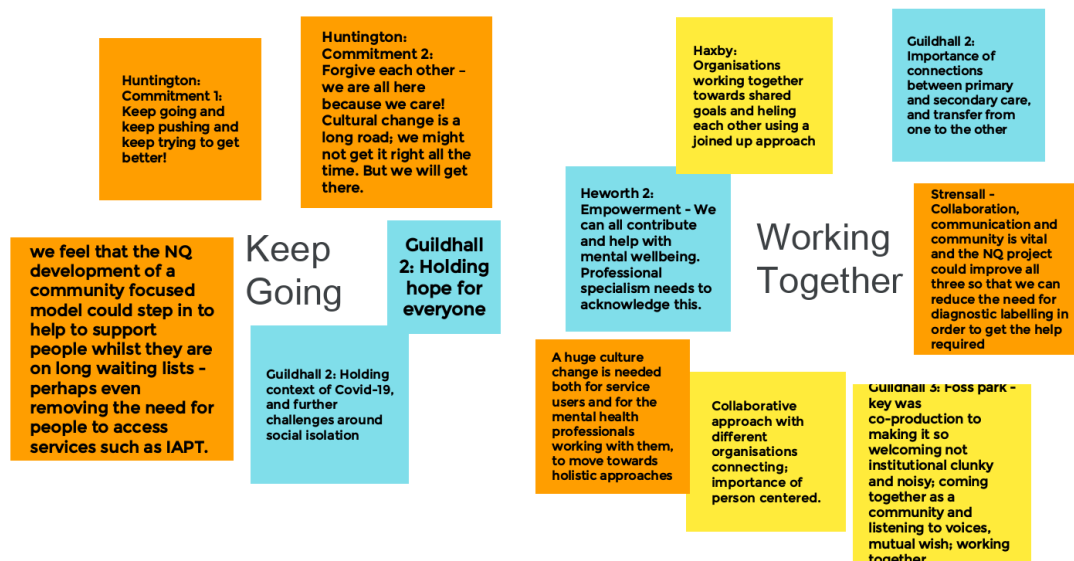 Huntington:
Commitment 1:
Keep going and
keep pushing and
keep trying to get
better!
Huntington:
Commitment 2:
Forgive each other –
we are all here
because we care!
Cultural change is a
long road; we might
not get it right all the
time. But we will get
there.
we feel that the NQ
development of a
community focused
model could step in to
help to support
people whilst they are
on long waiting lists -
perhaps even
removing the need for
people to access
services such as IAPT.
Keep
Going
Guildhall
2: Holding
hope for
everyone
Guildhall 2: Holding
context of Covid-19,
and further
challenges around
social isolation
Haxby:
Organisations
working together
towards shared
goals and heling
each other using a
joined up approach
Guildhall 2:
Importance of
connections
between primary
and secondary care,
and transfer from
one to the other
Heworth 2:
Empowerment - We
can all contribute
and help with
mental wellbeing.
Professional
specialism needs to
acknowledge this.
Working
Together
Strensall -
Collaboration,
communication and
community is vital
and the NQ project
could improve all
three so that we can
reduce the need for
diagnostic labelling in
order to get the help
required
A huge culture
change is needed
both for service
users and for the
mental health
professionals
working with them,
to move towards
holistic approaches
Collaborative
approach with
different
organisations
connecting;
importance of
person centered.
Guildhall 3: Foss park -
key was
co-production to
making it so
welcoming not
institutional clunky
and noisy; coming
together as a
community and
listening to voices,
mutual wish; working
together